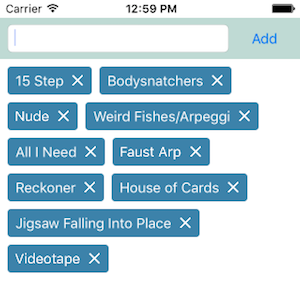 Carrier 12:59 PM
Add
15 Step Bodysnatchers
Nude Weird Fishes/Arpeggi
All I Need Faust Arp
Reckoner House of Cards
Jigsaw Falling Into Place
Videotape